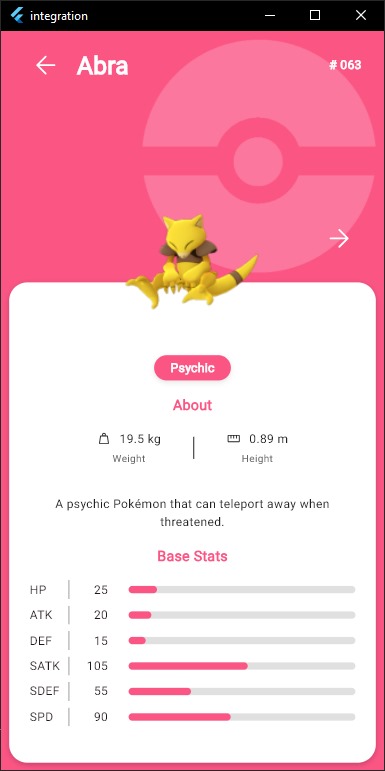 integration
Abra
# 063
Psychic
About
19.5 kg
0.89 m
Weight
Height
A psychic Pokémon that can teleport away when
threatened.
Base Stats
HP 25
ATK 20
DEF 15
SATK 105
SDEF 55
SPD 90